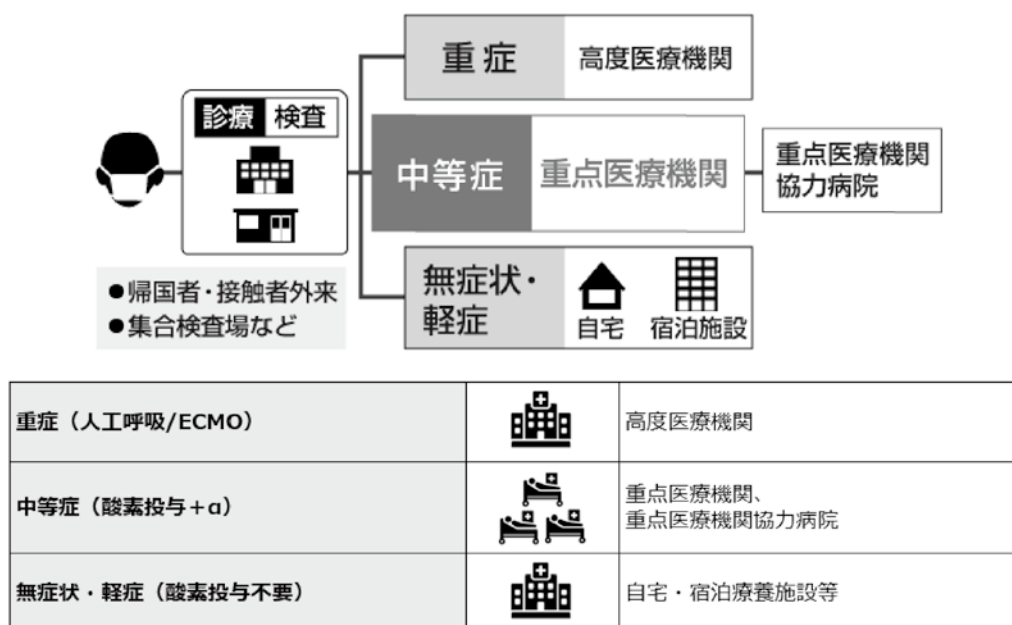 重症
高度医療機関
診療 検査
中等症
重点医療機関
重点医療機関
協力病院
●帰国者・接触者外来
●集合検査場など
無症状・
軽症
自宅
宿泊施設
重症（人工呼吸/ECMO）
高度医療機関
中等症（酸素投与＋α）
重点医療機関、
重点医療機関協力病院
無症状・軽症（酸素投与不要）
自宅・宿泊療養施設等